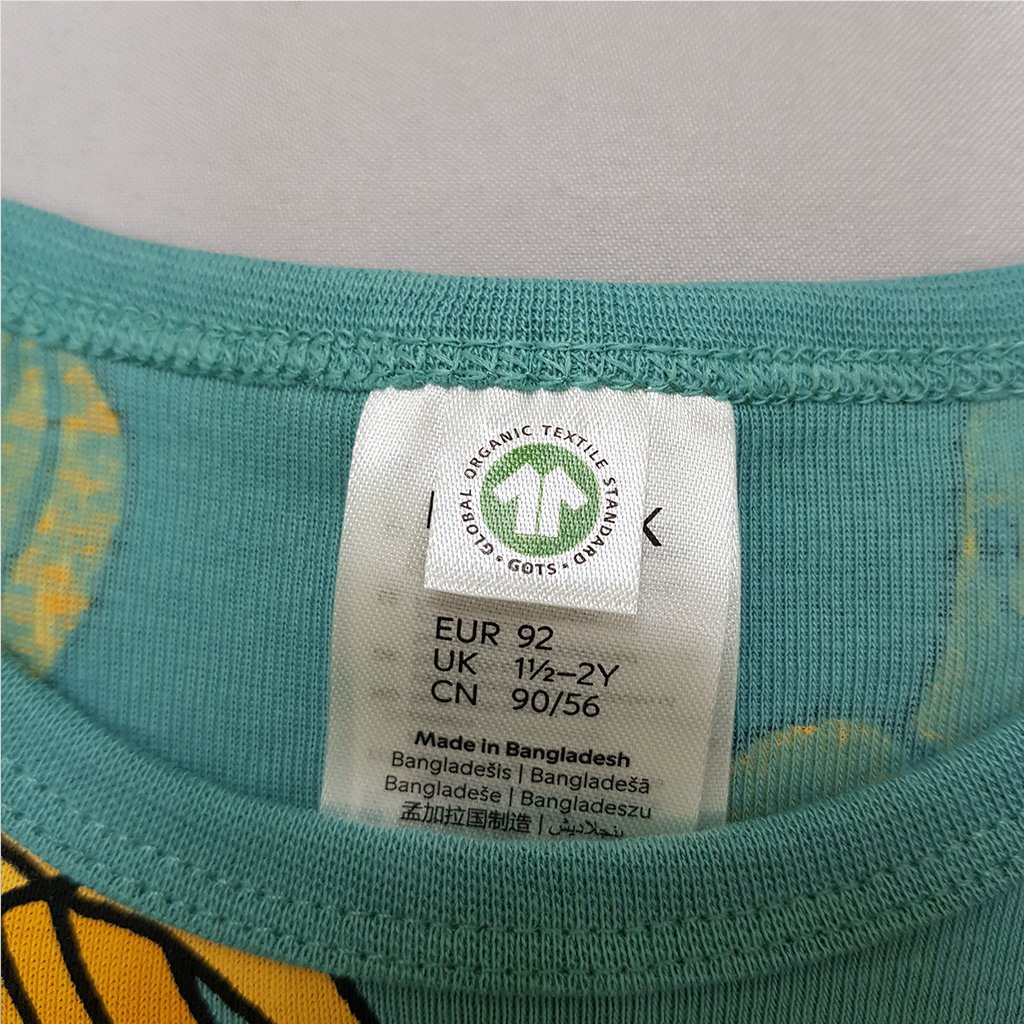 GLOBAL ORGANIC TEXTILE STANDARD • GOTS •
EUR 92
UK 1½–2Y
CN 90/56
Made in Bangladesh
Bangladešis | Bangladešā
Bangladeše | Bangladeszu
孟加拉国制造 | بنجلاديش